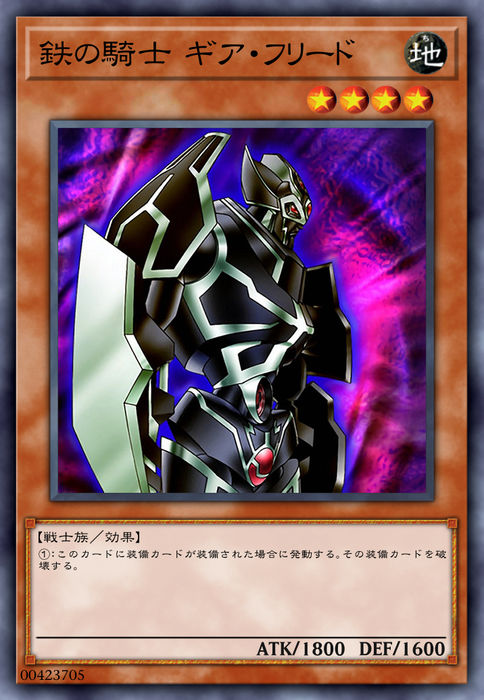 鉄の騎士 ギア・フリード
ち
地
【戦士族／効果】
①：このカードに装備カードが装備された場合に発動する。その装備カードを破
壊する。
ATK/1800 DEF/1600
00423705